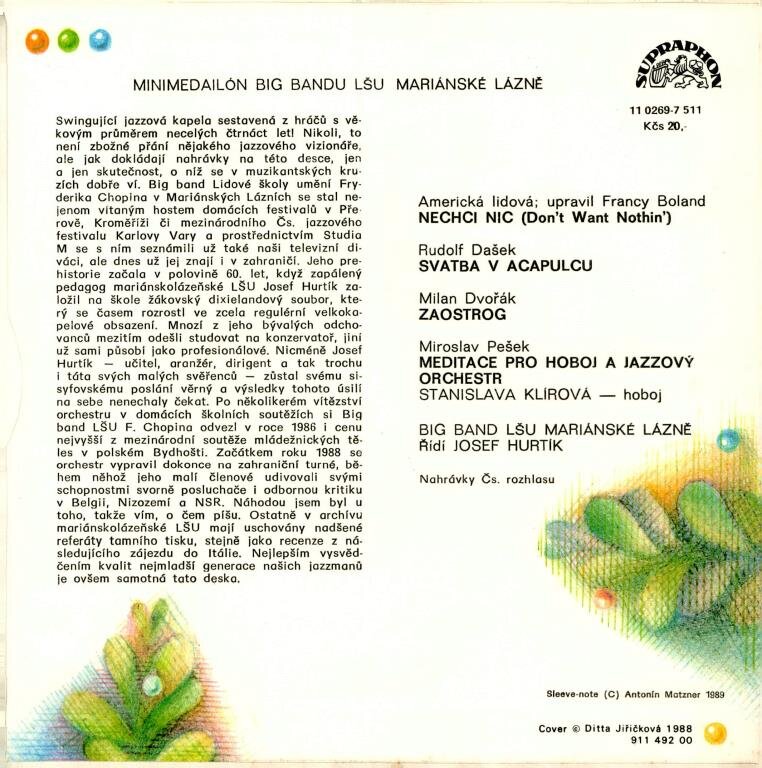 SUPRAPHON
MINIMEDAILÓN BIG BANDU LŠU MARIÁNSKÉ LÁZNĚ
11 0269-7 511
Kčs 20,-
Swingující jazzová kapela sestavená z hráčů s vě-
kovým průměrem necelých čtrnáct let! Nikoli, to
není zbožné přání nějakého jazzového vizionáře,
ale jak dokládají nahrávky na této desce, jen
a jen skutečnost, o níž se v muzikantských kru-
zích dobře ví. Big band Lidové školy umění Fry-
derika Chopina v Mariánských Lázních se stal ne-
jenom vítaným hostem domácích festivalů v Pře-
rově, Kroměříži či mezinárodního Čs. jazzového
festivalu Karlovy Vary a prostřednictvím Studia
M se s ním seznámili už také naši televizní di-
váci, ale dnes už jej znají i v zahraničí. Jeho pre-
historie začala v polovině 60. let, když zapálený
pedagog mariánskolázeňské LŠU Josef Hurtík za-
ložil na škole žákovský dixielandový soubor, kte-
rý se časem rozrostl ve zcela regulérní velkoka-
pelové obsazení. Mnozí z jeho bývalých odcho-
vanců mezitím odešli studovat na konzervatoř, jiní
už sami působí jako profesionálové. Nicméně Josef
Hurtík — učitel, aranžér, dirigent a tak trochu
i táta svých malých svěřenců — zůstal svému si-
syfovskému poslání věrný a výsledky tohoto úsilí
na sebe nenechaly čekat. Po několikerém vítězství
orchestru v domácích školních soutěžích si Big
band LŠU F. Chopina odvezl v roce 1986 i cenu
nejvyšší z mezinárodní soutěže mládežnických tě-
les v polském Bydhošti. Začátkem roku 1988 se
orchestr vypravil dokonce na zahraniční turné, bě-
hem něhož jeho malí členové udivovali svými
schopnostmi svorně posluchače i odbornou kritiku
v Belgii, Nizozemí a NSR. Náhodou jsem byl u
toho, takže vím, o čem píšu. Ostatně v archívu
mariánskolázeňské LŠU mají uschovány nadšené
referáty tamního tisku, stejně jako recenze z ná-
sledujícího zájezdu do Itálie. Nejlepším vysvěd-
čením kvalit nejmladší generace našich jazzmanů
je ovšem samotná tato deska.
Americká lidová; upravil Francy Boland
NECHCI NIC (Don't Want Nothin')
Rudolf Dašek
SVATBA V ACAPULCU
Milan Dvořák
ZAOSTROG
Miroslav Pešek
MEDITACE PRO HOBOJ A JAZZOVÝ
ORCHESTR
STANISLAVA KLÍROVÁ — hoboj
BIG BAND LŠU MARIÁNSKÉ LÁZNĚ
Řídí JOSEF HURTÍK
Nahrávky Čs. rozhlasu
Sleeve-note (C) Antonín Matzner 1989
Cover © Ditta Jiřičková 1988
911 492 00